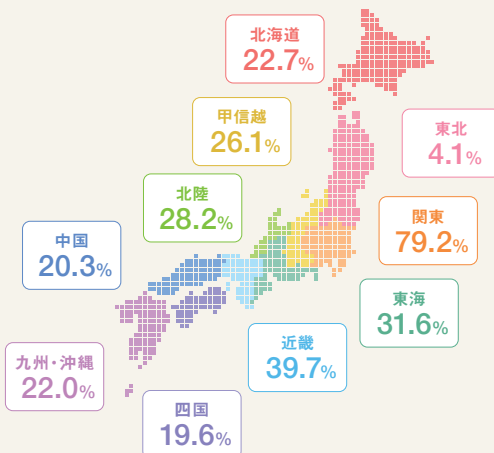 北海道
22.7%
甲信越
26.1%
東北
4.1%
北陸
28.2%
関東
79.2%
中国
20.3%
東海
31.6%
近畿
39.7%
九州・沖縄
22.0%
四国
19.6%